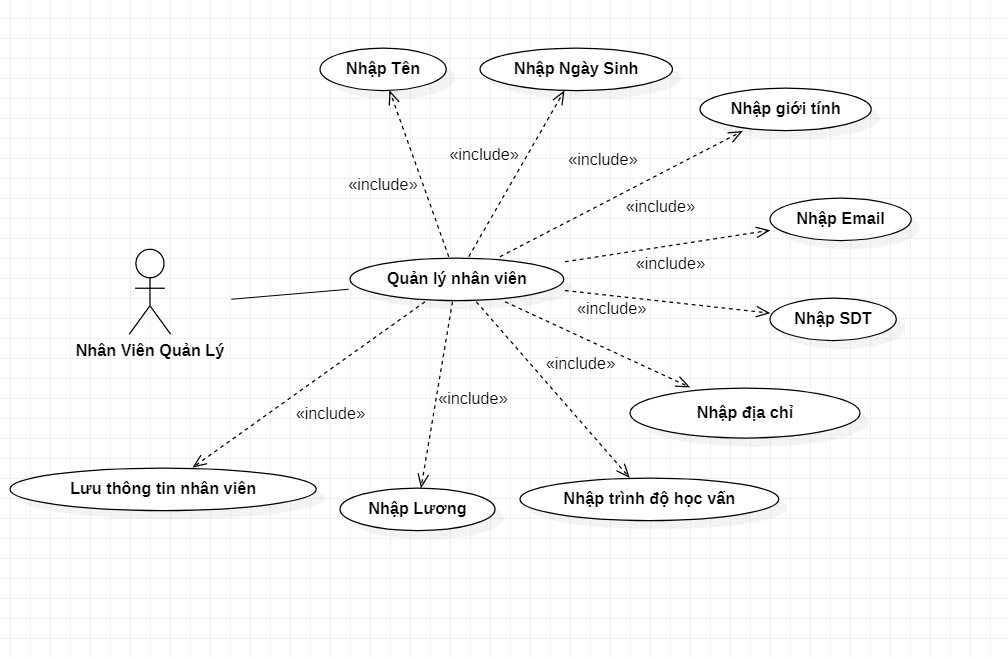 Nhập Tên
Nhập Ngày Sinh
Nhập giới tính
«include»
«include»
«include»
«include»
Nhập Email
«include»
Quản lý nhân viên
«include»
Nhập SDT
Nhân Viên Quản Lý
«include»
«include»
«include»
Nhập địa chỉ
Lưu thông tin nhân viên
Nhập Lương
Nhập trình độ học vấn